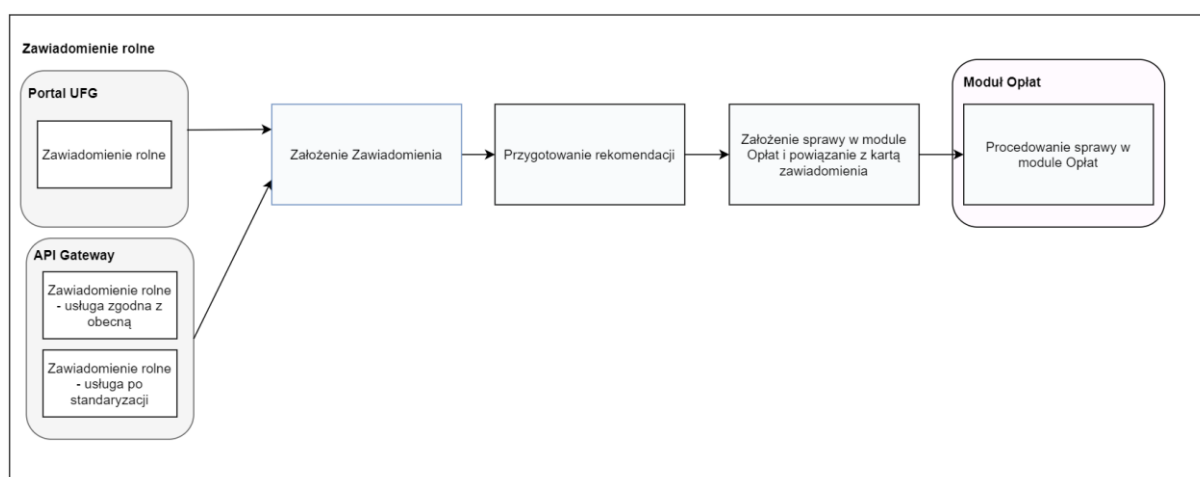 Zawiadomienie rolne
Portal UFG
Zawiadomienie rolne
API Gateway
Zawiadomienie rolne
- usługa zgodna z
obecną
Zawiadomienie rolne
- usługa po
standaryzacji
Założenie Zawiadomienia
Przygotowanie rekomendacji
Założenie sprawy w module
Opłat i powiązanie z kartą
zawiadomienia
Moduł Opłat
Procedowanie sprawy w
module Opłat